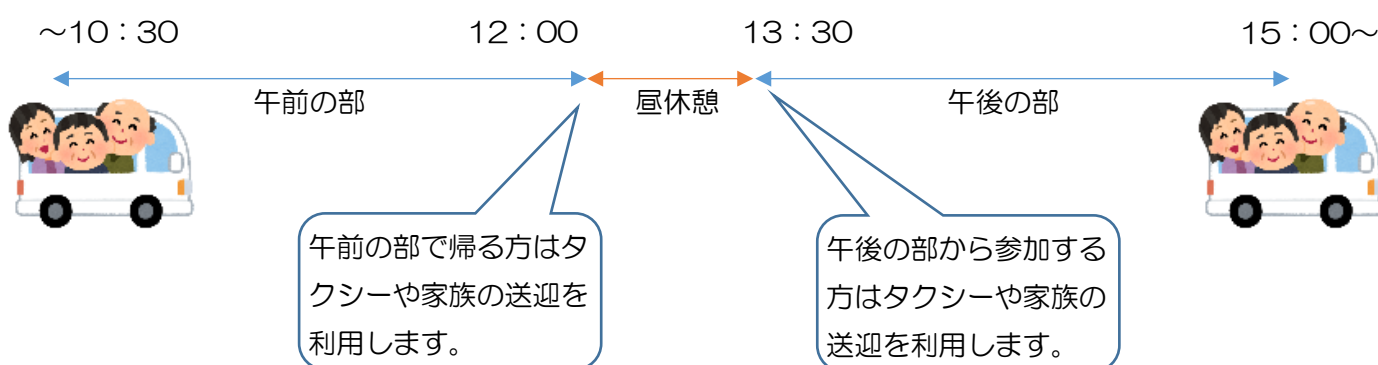 ～10：30
12：00
13：30
15：00～
午前の部
昼休憩
午後の部
午前の部で帰る方はタ
クシーや家族の送迎を
利用します。
午後の部から参加する
方はタクシーや家族の
送迎を利用します。